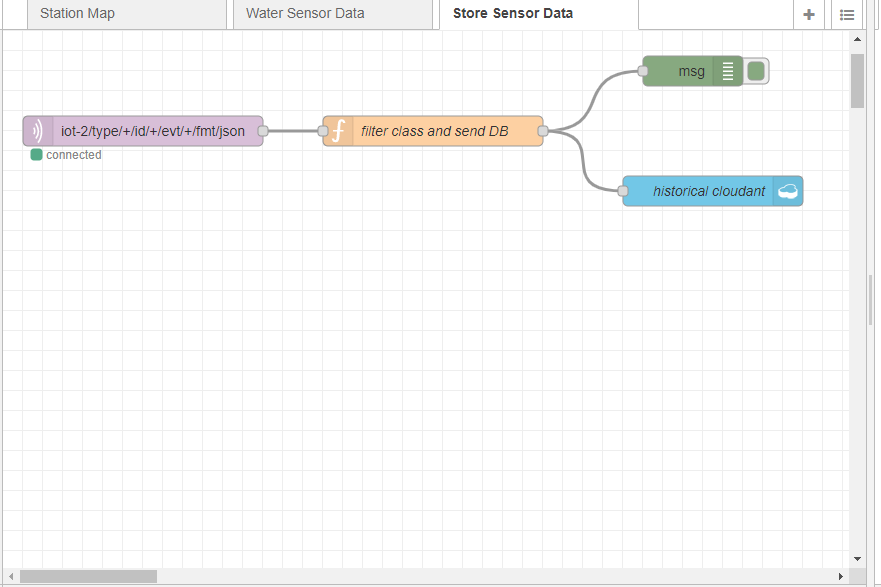 Station Map
Water Sensor Data
Store Sensor Data
msg
iot-2/type/+/id/+/evt/+/fmt/json
filter class and send DB
connected
historical cloudant